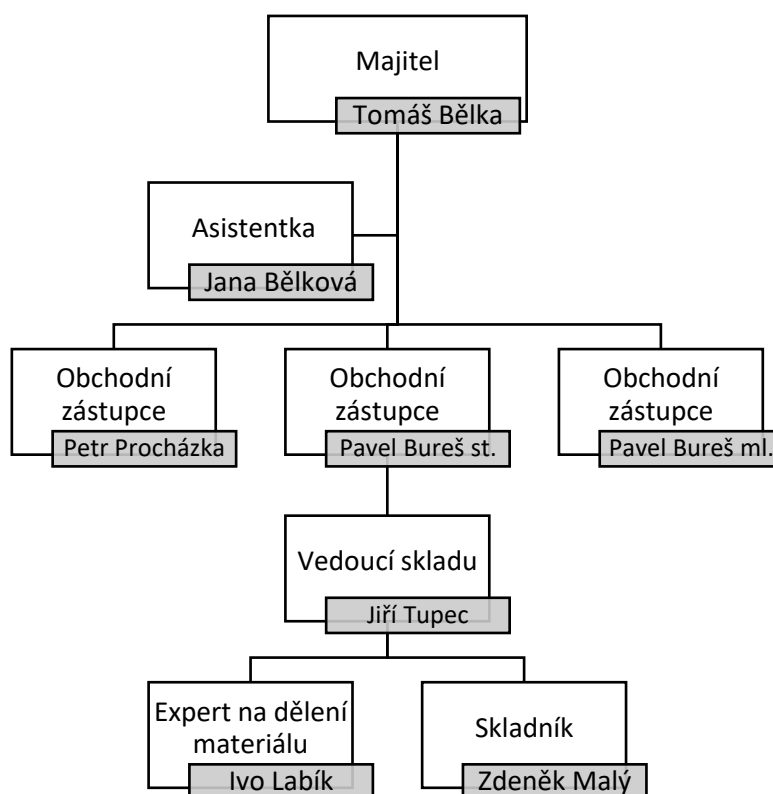 Majitel
Tomáš Bělka
Asistentka
Jana Bělková
Obchodní
zástupce
Petr Procházka
Obchodní
zástupce
Pavel Bureš st.
Obchodní
zástupce
Pavel Bureš ml.
Vedoucí skladu
Jiří Tupec
Expert na dělení
materiálu
Ivo Labík
Skladník
Zdeněk Malý